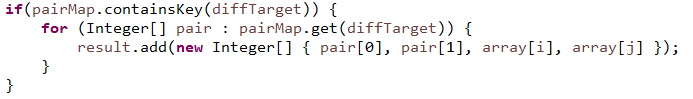 if(pairMap.containsKey(diffTarget)) {
    for (Integer[] pair : pairMap.get(diffTarget)) {
        result.add(new Integer[] { pair[0], pair[1], array[i], array[j] });
    }
}